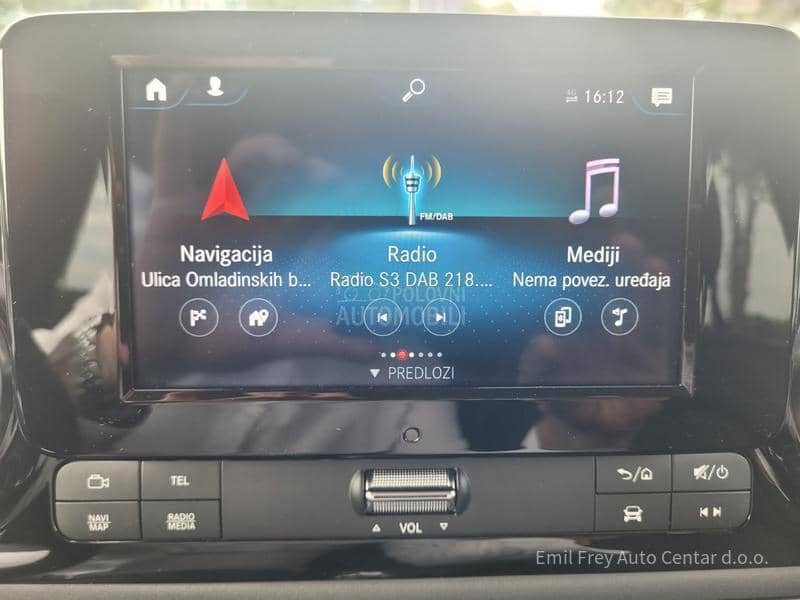 4G 16:12
FM/DAB
Navigacija Radio Mediji
Ulica Omladinskih b... Radio S3 DAB 218.... Nema povez. uređaja
POLOVNI
AUTOMOBILI
PREDLOZI
TEL
NAVI
MAP
RADIO
MEDIA
VOL
Emil Frey Auto Centar d.o.o.